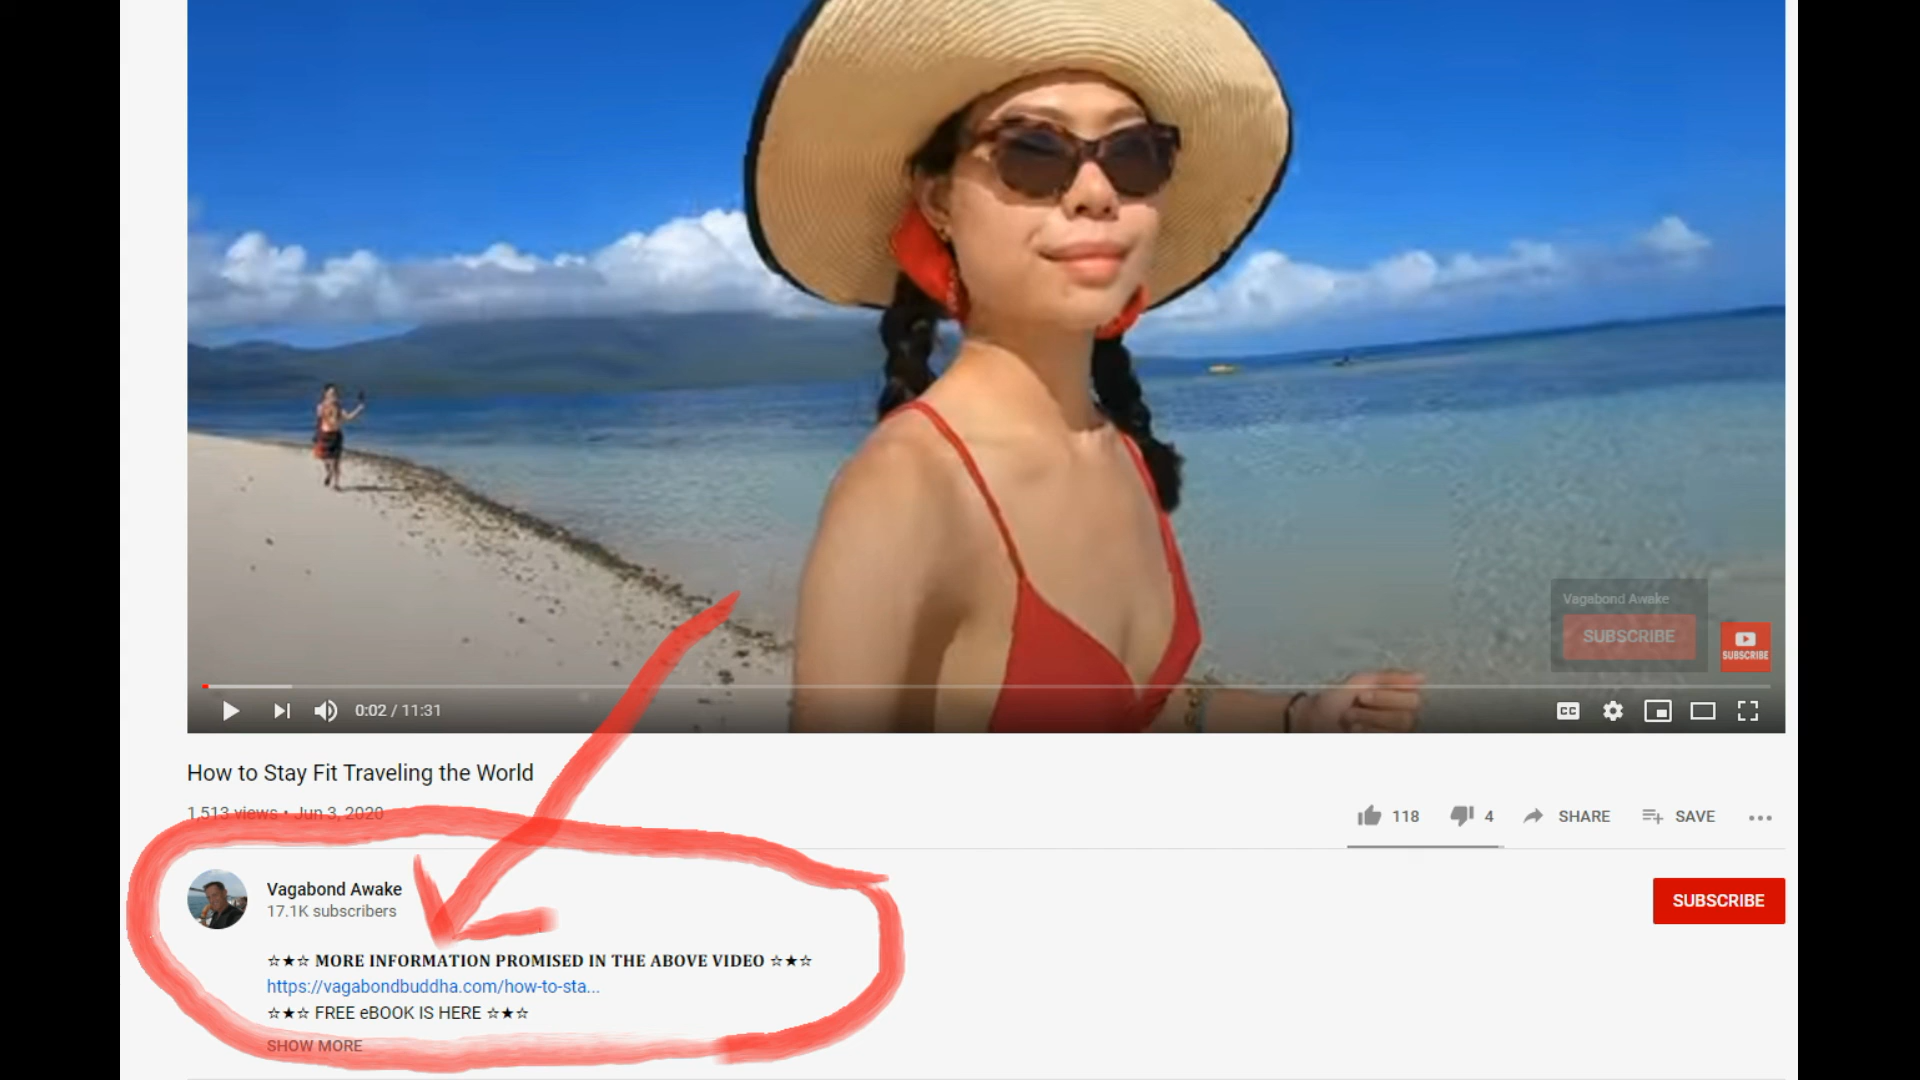 Vagabond Awake
SUBSCRIBE
SUBSCRIBE
0:02 / 11:31
CC
How to Stay Fit Traveling the World
1,513 views • Jun 3, 2020
118
4
SHARE
SAVE
Vagabond Awake
17.1K subscribers
SUBSCRIBE
☆★☆ MORE INFORMATION PROMISED IN THE ABOVE VIDEO ☆★☆
https://vagabondbuddha.com/how-to-sta...
☆★☆ FREE eBOOK IS HERE ☆★☆
SHOW MORE